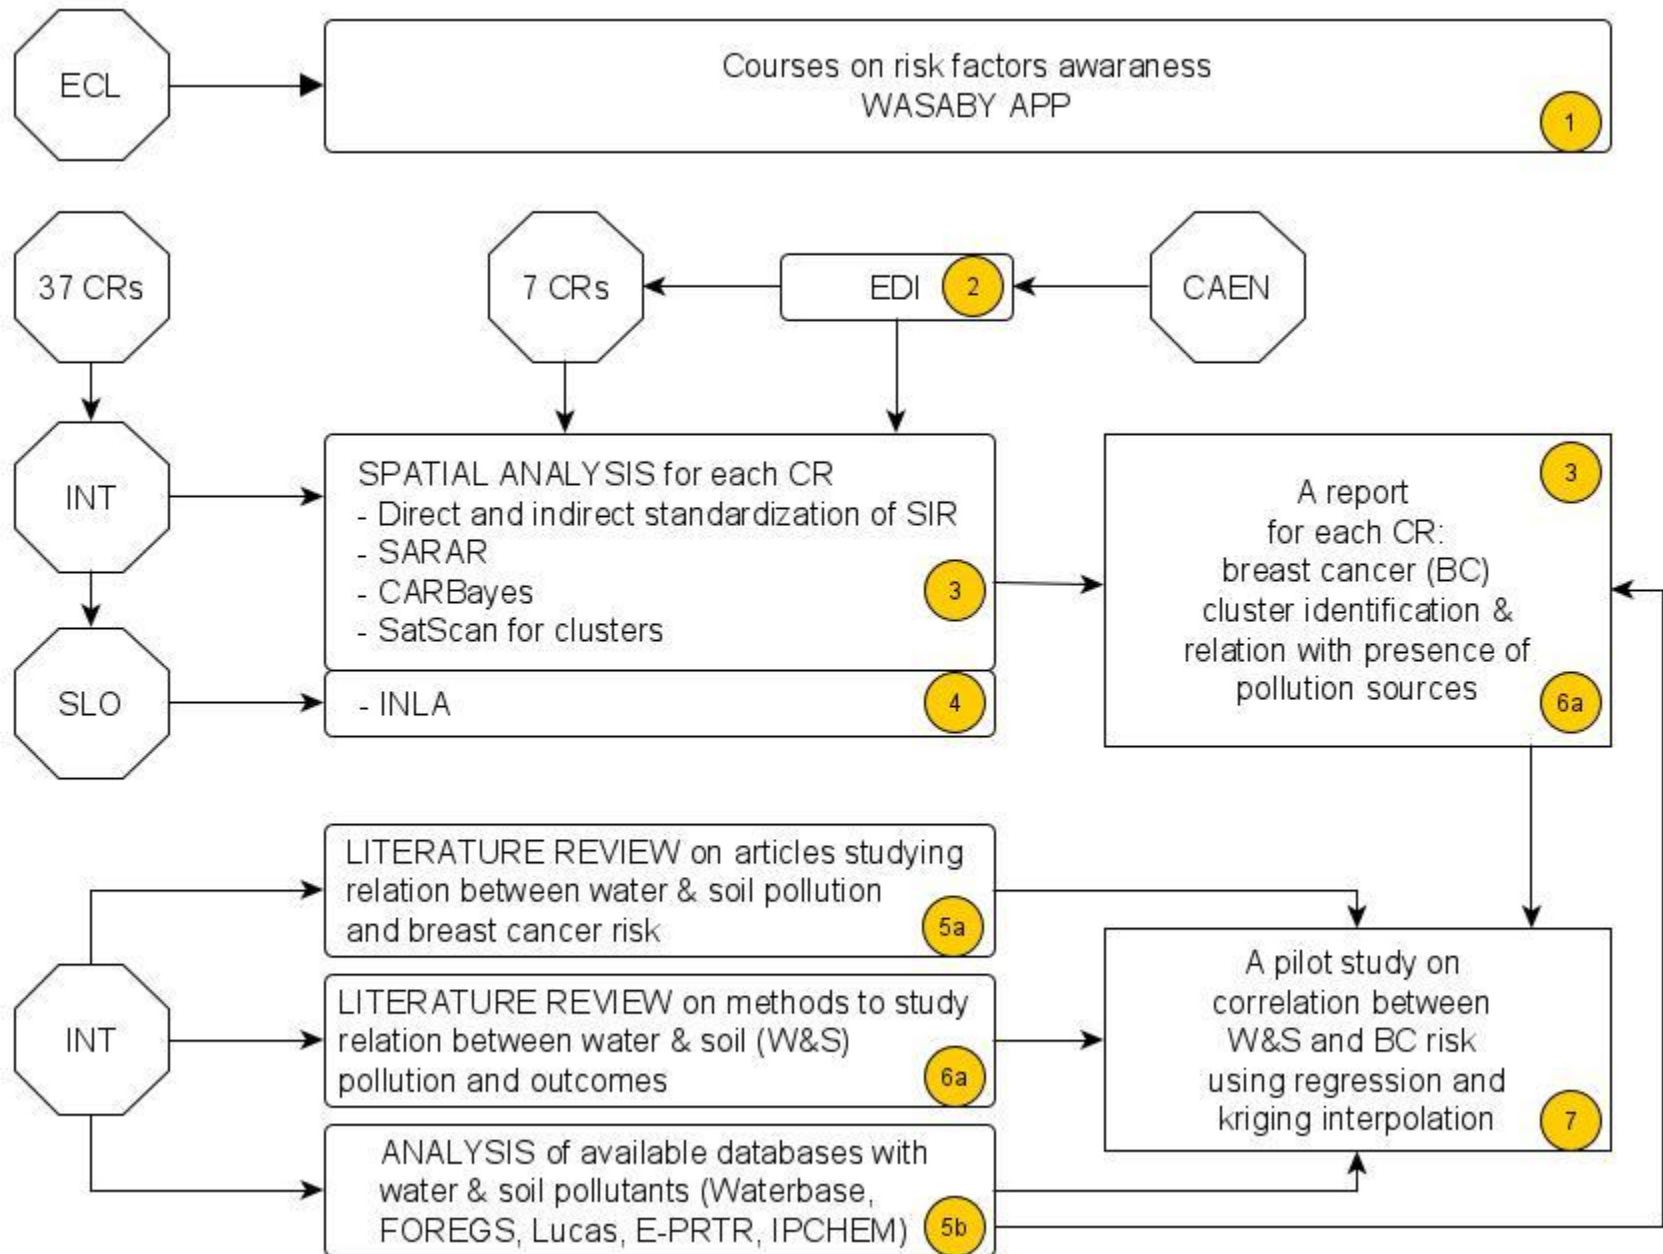 ECL
Courses on risk factors awaraness
WASABY APP
1
37 CRs
7 CRs
EDI
2
CAEN
INT
SPATIAL ANALYSIS for each CR
- Direct and indirect standardization of SIR
- SARAR
- CARBayes
- SatScan for clusters
3
A report
for each CR:
breast cancer (BC)
cluster identification &
relation with presence of
pollution sources
3
6a
SLO
- INLA
4
INT
LITERATURE REVIEW on articles studying
relation between water & soil pollution
and breast cancer risk
5a
LITERATURE REVIEW on methods to study
relation between water & soil (W&S)
pollution and outcomes
6a
ANALYSIS of available databases with
water & soil pollutants (Waterbase,
FOREGS, Lucas, E-PRTR, IPCHEM)
5b
A pilot study on
correlation between
W&S and BC risk
using regression and
kriging interpolation
7